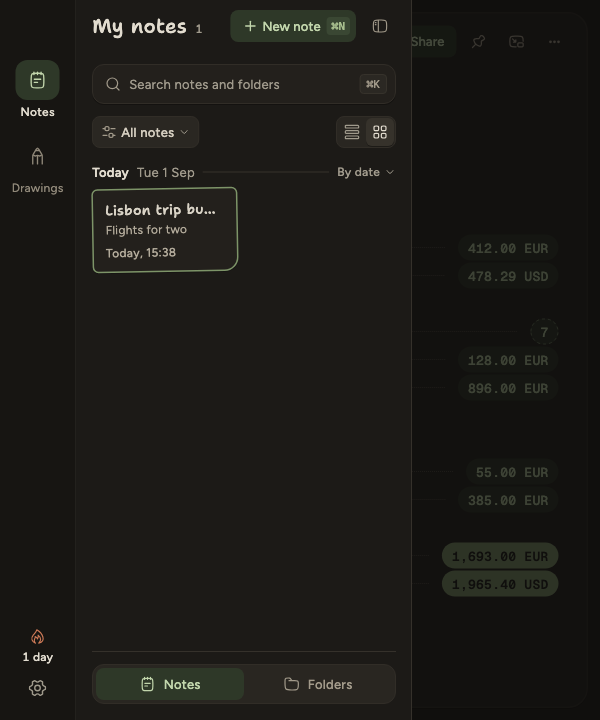 My notes 1
New note ⌘N
Share
Search notes and folders ⌘K
Notes
All notes
Drawings
Today Tue 1 Sep By date
Lisbon trip bu...
Flights for two
Today, 15:38
412.00 EUR
478.29 USD
7
128.00 EUR
896.00 EUR
55.00 EUR
385.00 EUR
1,693.00 EUR
1,965.40 USD
1 day
Notes
Folders